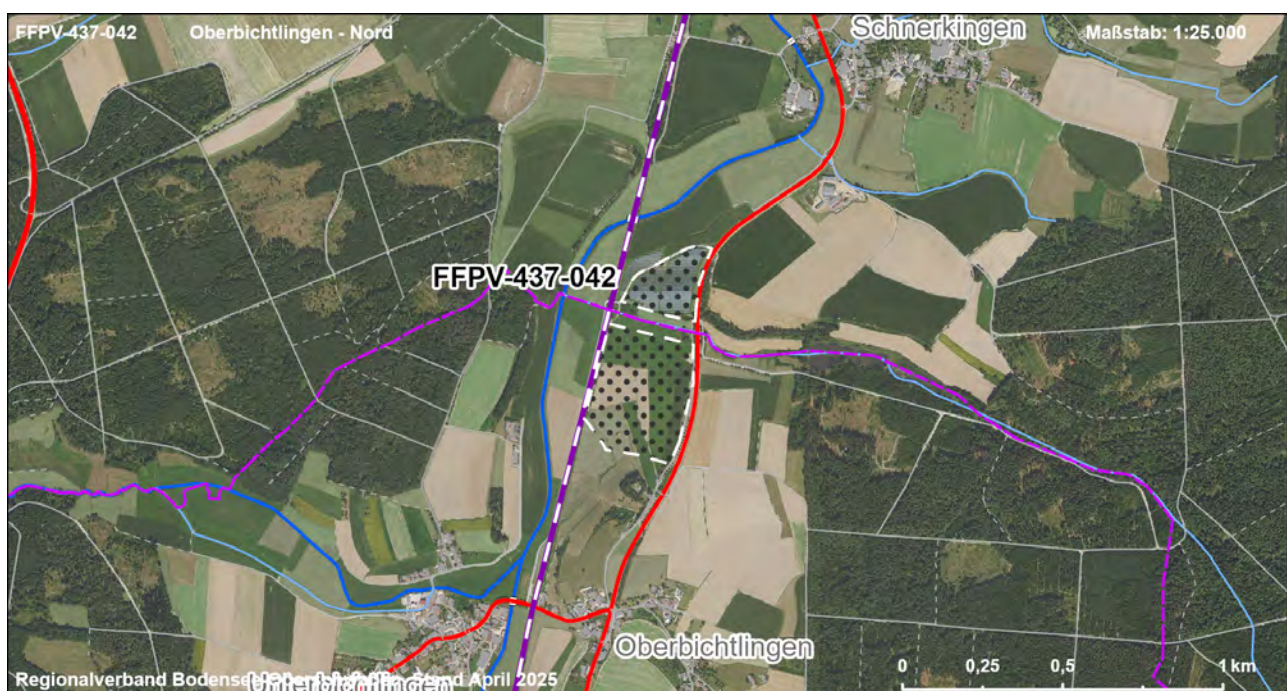 FFPV-437-042 Oberbichtlingen - Nord Maßstab: 1:25.000
Schnerkingen
FFPV-437-042
Oberbichtlingen
0 0,25 0,5 1 km
Regionalverband Stand April 2025